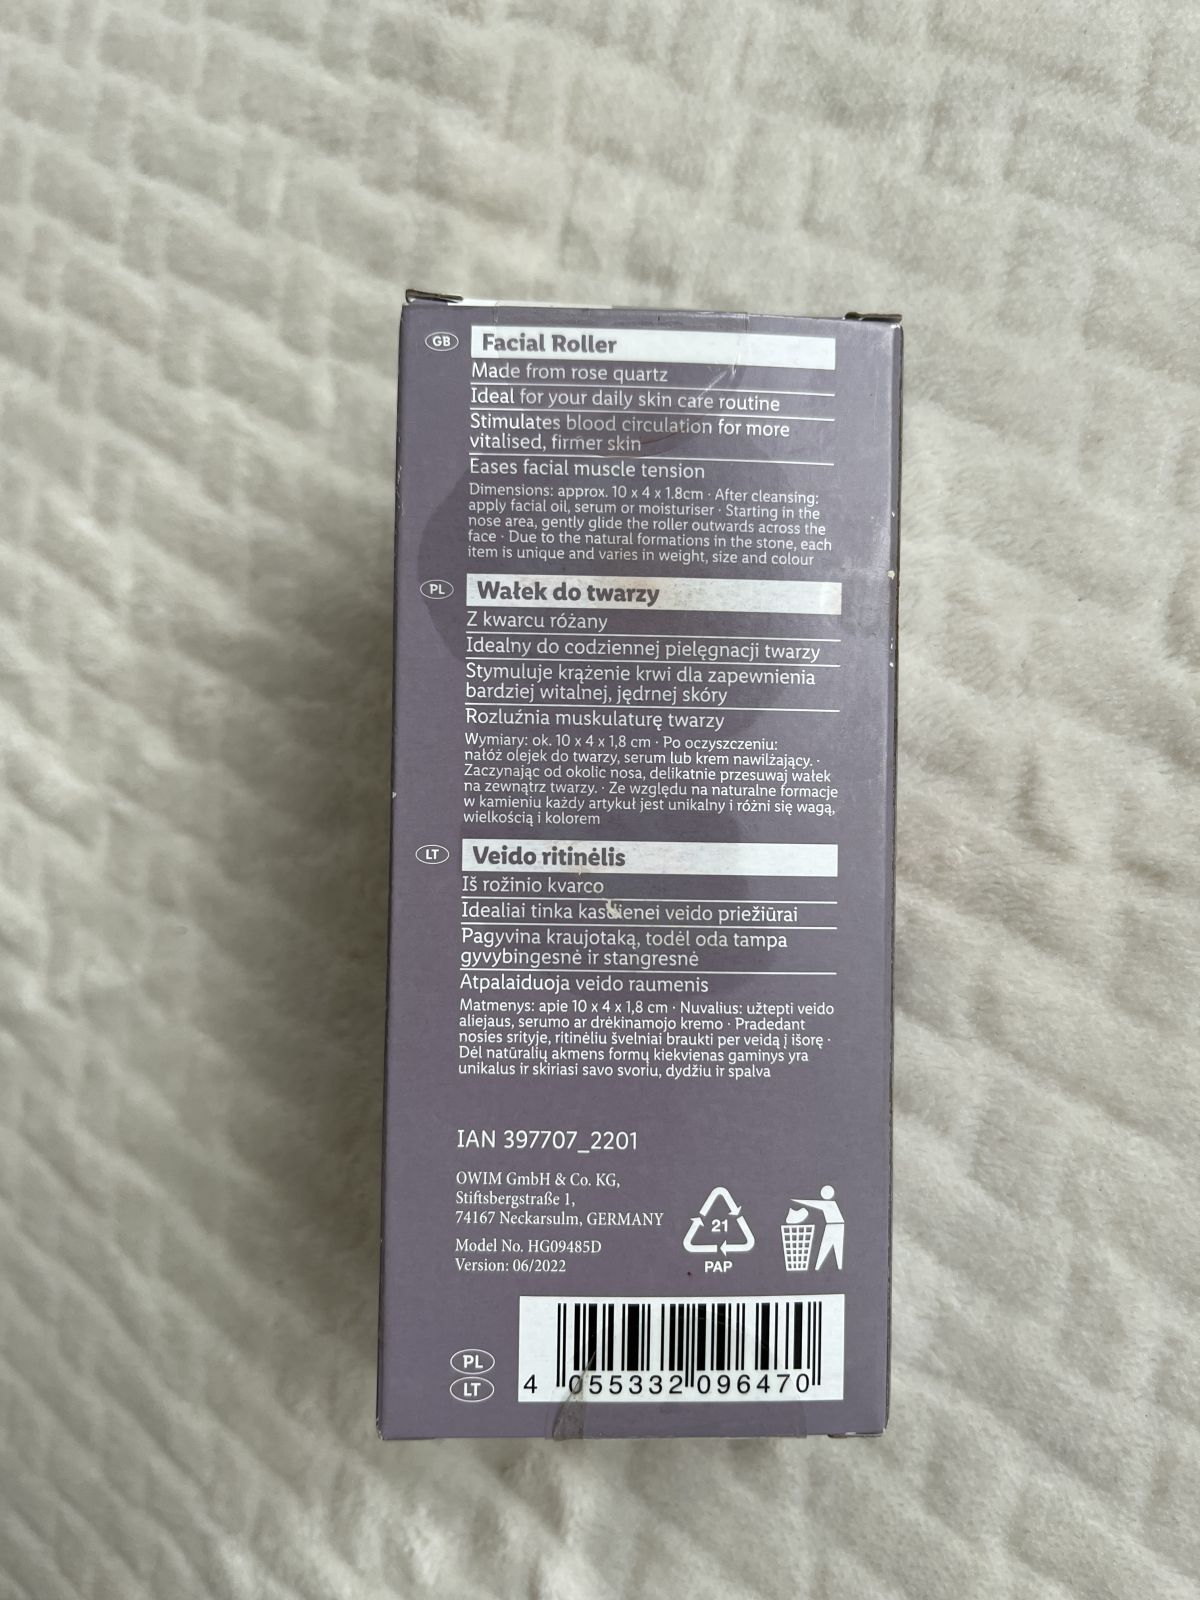 GB
Facial Roller
Made from rose quartz
Ideal for your daily skin care routine
Stimulates blood circulation for more
vitalised, firmer skin
Eases facial muscle tension
Dimensions: approx. 10 x 4 x 1.8cm · After cleansing:
apply facial oil, serum or moisturiser · Starting in the
nose area, gently glide the roller outwards across the
face · Due to the natural formations in the stone, each
item is unique and varies in weight, size and colour
PL
Wałek do twarzy
Z kwarcu różany
Idealny do codziennej pielęgnacji twarzy
Stymuluje krążenie krwi dla zapewnienia
bardziej witalnej, jędrnej skóry
Rozluźnia muskulaturę twarzy
Wymiary: ok. 10 x 4 x 1,8 cm · Po oczyszczeniu:
nałóż olejek do twarzy, serum lub krem nawilżający. ·
Zaczynając od okolic nosa, delikatnie przesuwaj wałek
na zewnątrz twarzy. · Ze względu na naturalne formacje
w kamieniu każdy artykuł jest unikalny i różni się wagą,
wielkością i kolorem
LT
Veido ritinėlis
Iš rožinio kvarco
Idealiai tinka kasdienei veido priežiūrai
Pagyvina kraujotaką, todėl oda tampa
gyvybingesnė ir stangresnė
Atpalaiduoja veido raumenis
Matmenys: apie 10 x 4 x 1,8 cm · Nuvalius: užtepti veido
aliejaus, serumo ar drėkinamojo kremo · Pradedant
nosies srityje, ritinėliu švelniai braukti per veidą į išorę ·
Dėl natūralių akmens formų kiekvienas gaminys yra
unikalus ir skiriasi savo svoriu, dydžiu ir spalva
IAN 397707_2201
OWIM GmbH & Co. KG,
Stiftsbergstraße 1,
74167 Neckarsulm, GERMANY
Model No. HG09485D
Version: 06/2022
21
PAP
PL
LT
4 055332 096470